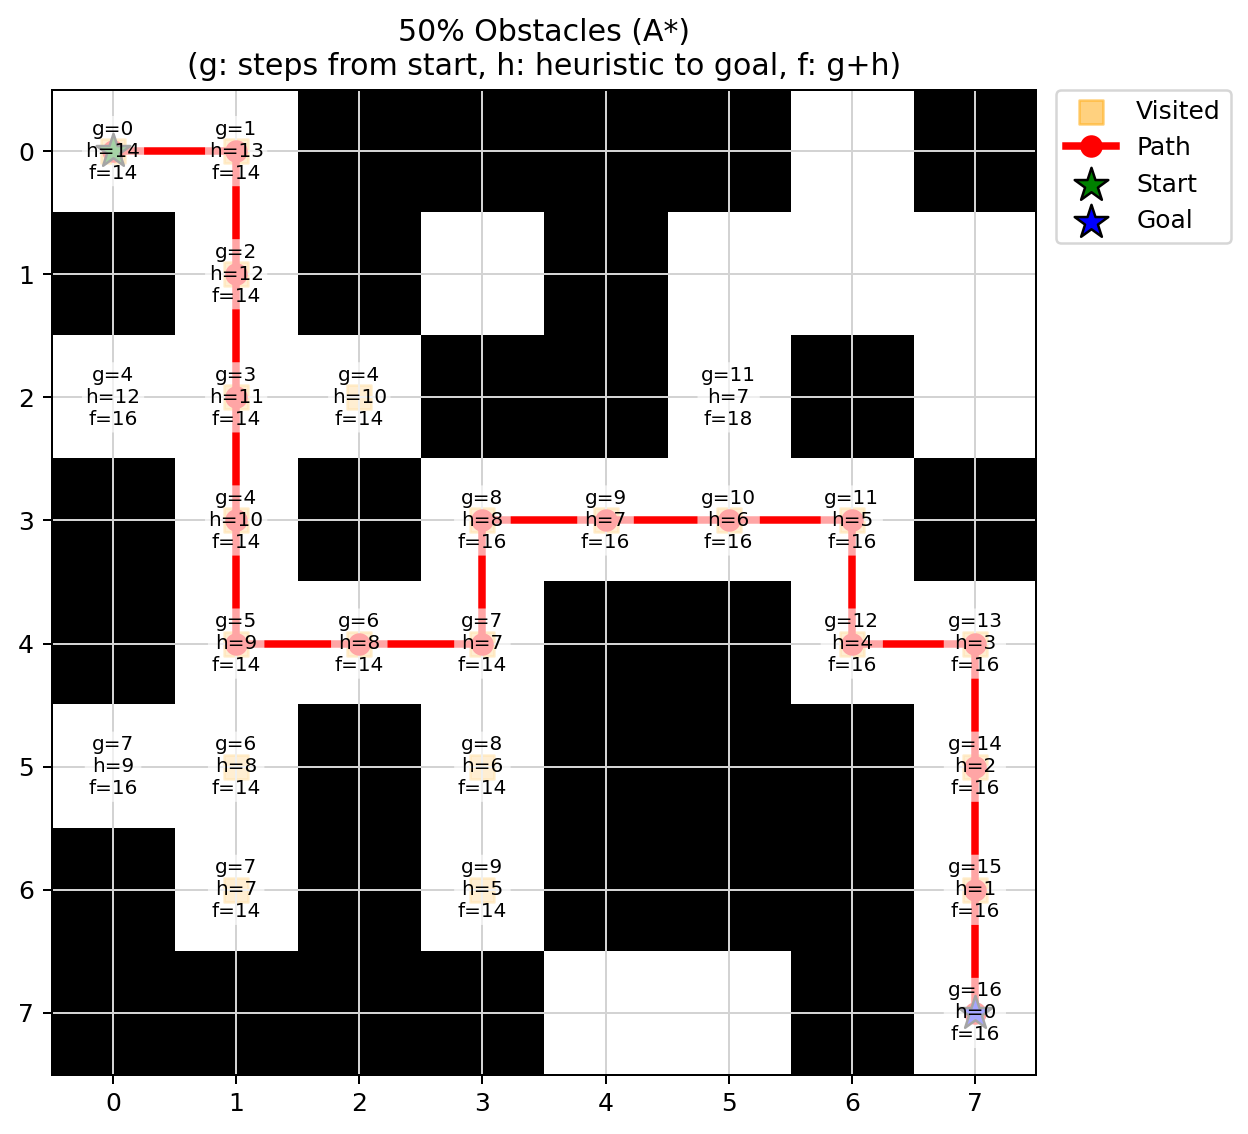 50% Obstacles (A*)
(g: steps from start, h: heuristic to goal, f: g+h)
Visited
Path
Start
Goal
0
g=0
h=14
f=14
g=1
h=13
f=14
1
g=2
h=12
f=14
2
g=4
h=12
f=16
g=3
h=11
f=14
g=4
h=10
f=14
g=11
h=7
f=18
3
g=4
h=10
f=14
g=8
h=8
f=16
g=9
h=7
f=16
g=10
h=6
f=16
g=11
h=5
f=16
4
g=5
h=9
f=14
g=6
h=8
f=14
g=7
h=7
f=14
g=12
h=4
f=16
g=13
h=3
f=16
5
g=7
h=9
f=16
g=6
h=8
f=14
g=8
h=6
f=14
g=14
h=2
f=16
6
g=7
h=7
f=14
g=9
h=5
f=14
g=15
h=1
f=16
7
g=16
h=0
f=16
0 1 2 3 4 5 6 7